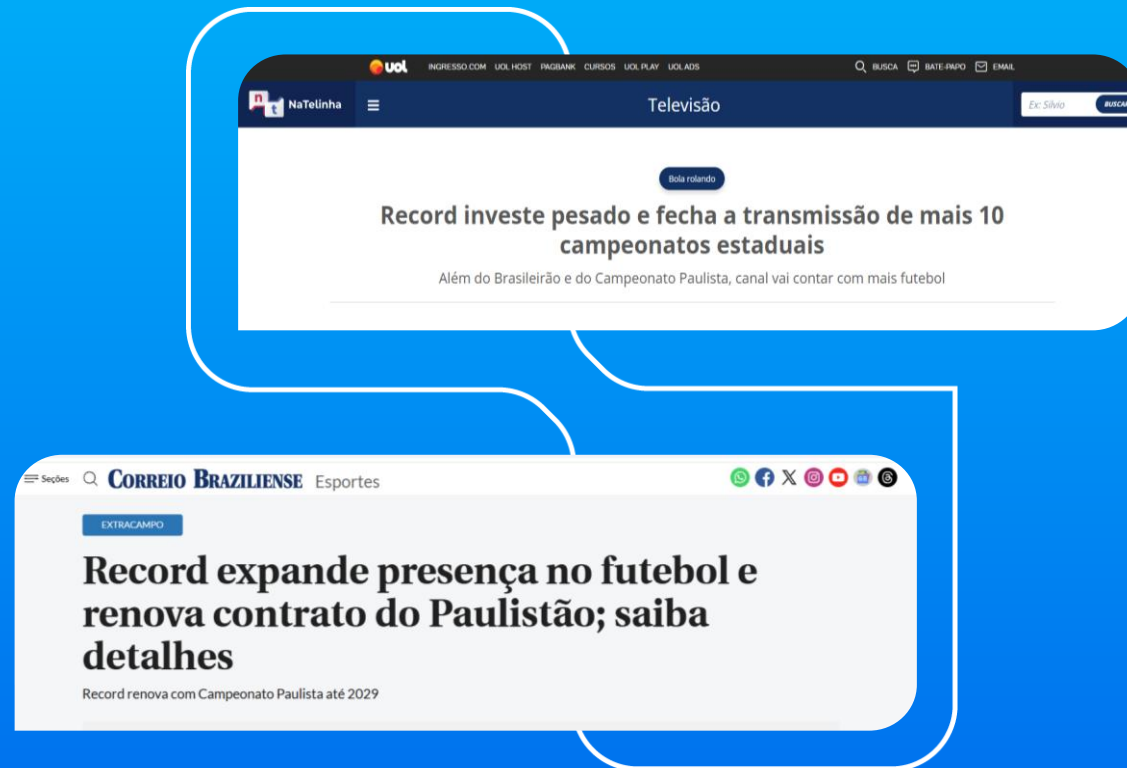 UOL INGRESSO.COM UOL HOST PAGBANK CURSOS UOL PLAY UOL ADS BUSCA BATE-PAPO EMAIL
n t NaTelinha Televisão Ex: Silvio BUSCAR
Bola rolando
Record investe pesado e fecha a transmissão de mais 10
campeonatos estaduais
Além do Brasileirão e do Campeonato Paulista, canal vai contar com mais futebol
Seções CORREIO BRAZILIENSE Esportes
EXTRACAMPO
Record expande presença no futebol e
renova contrato do Paulistão; saiba
detalhes
Record renova com Campeonato Paulista até 2029